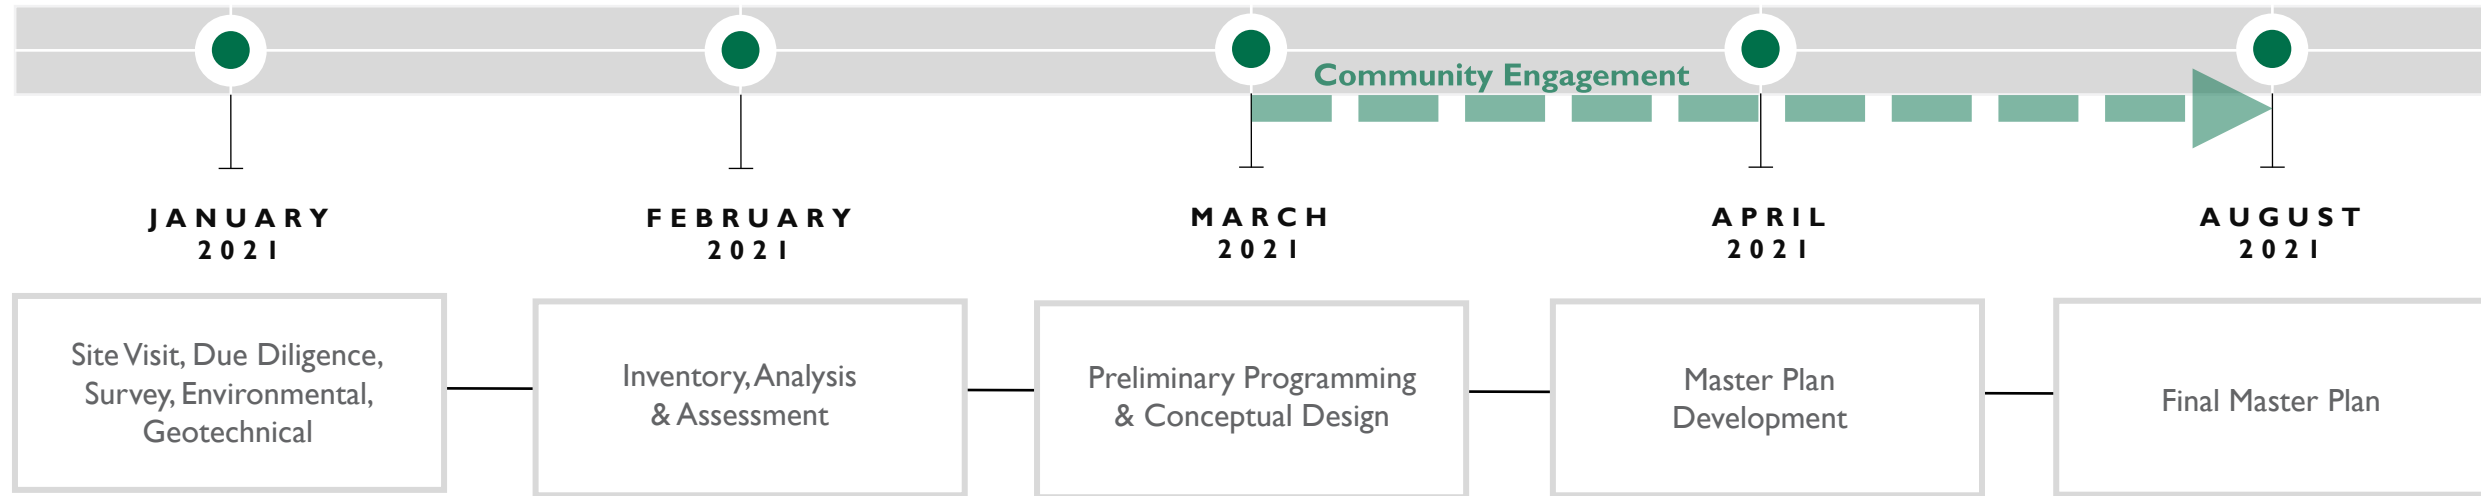 Community Engagement
JANUARY
2021
FEBRUARY
2021
MARCH
2021
APRIL
2021
AUGUST
2021
Site Visit, Due Diligence,
Survey, Environmental,
Geotechnical
Inventory, Analysis
& Assessment
Preliminary Programming
& Conceptual Design
Master Plan
Development
Final Master Plan